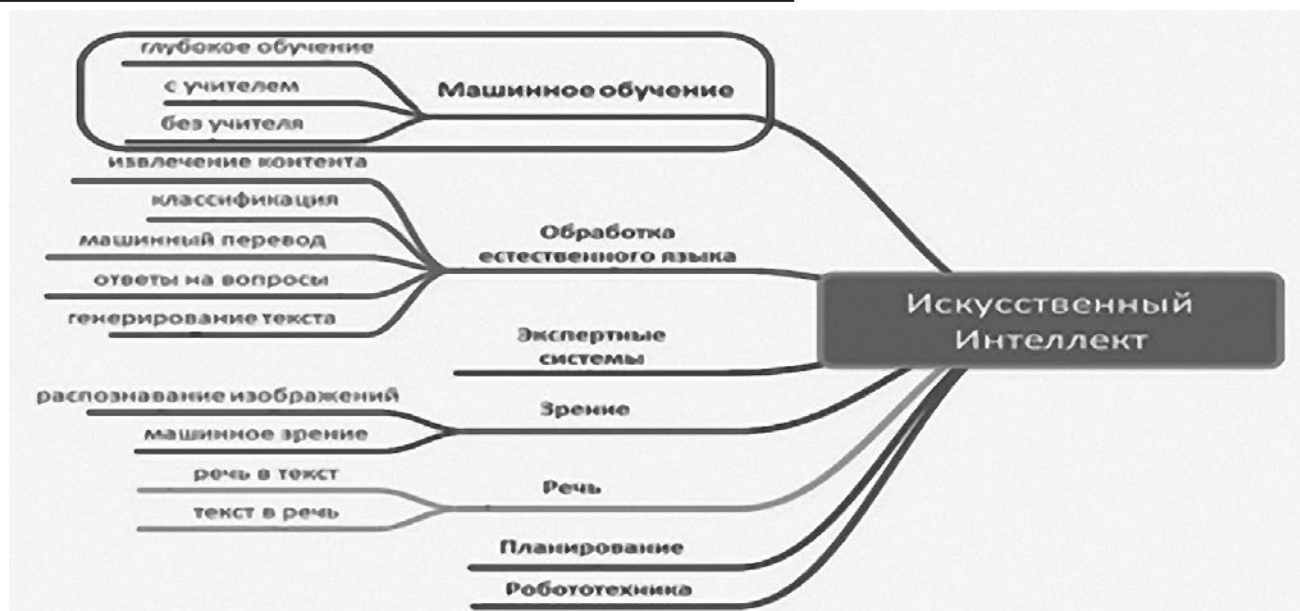 глубокое обучение
с учителем
без учителя
Машинное обучение
извлечение контента
классификация
машинный перевод
ответы на вопросы
генерирование текста
Обработка
естественного языка
Экспертные
системы
распознавание изображений
машинное зрение
Зрение
речь в текст
текст в речь
Речь
Планирование
Робототехника
Искусственный
Интеллект